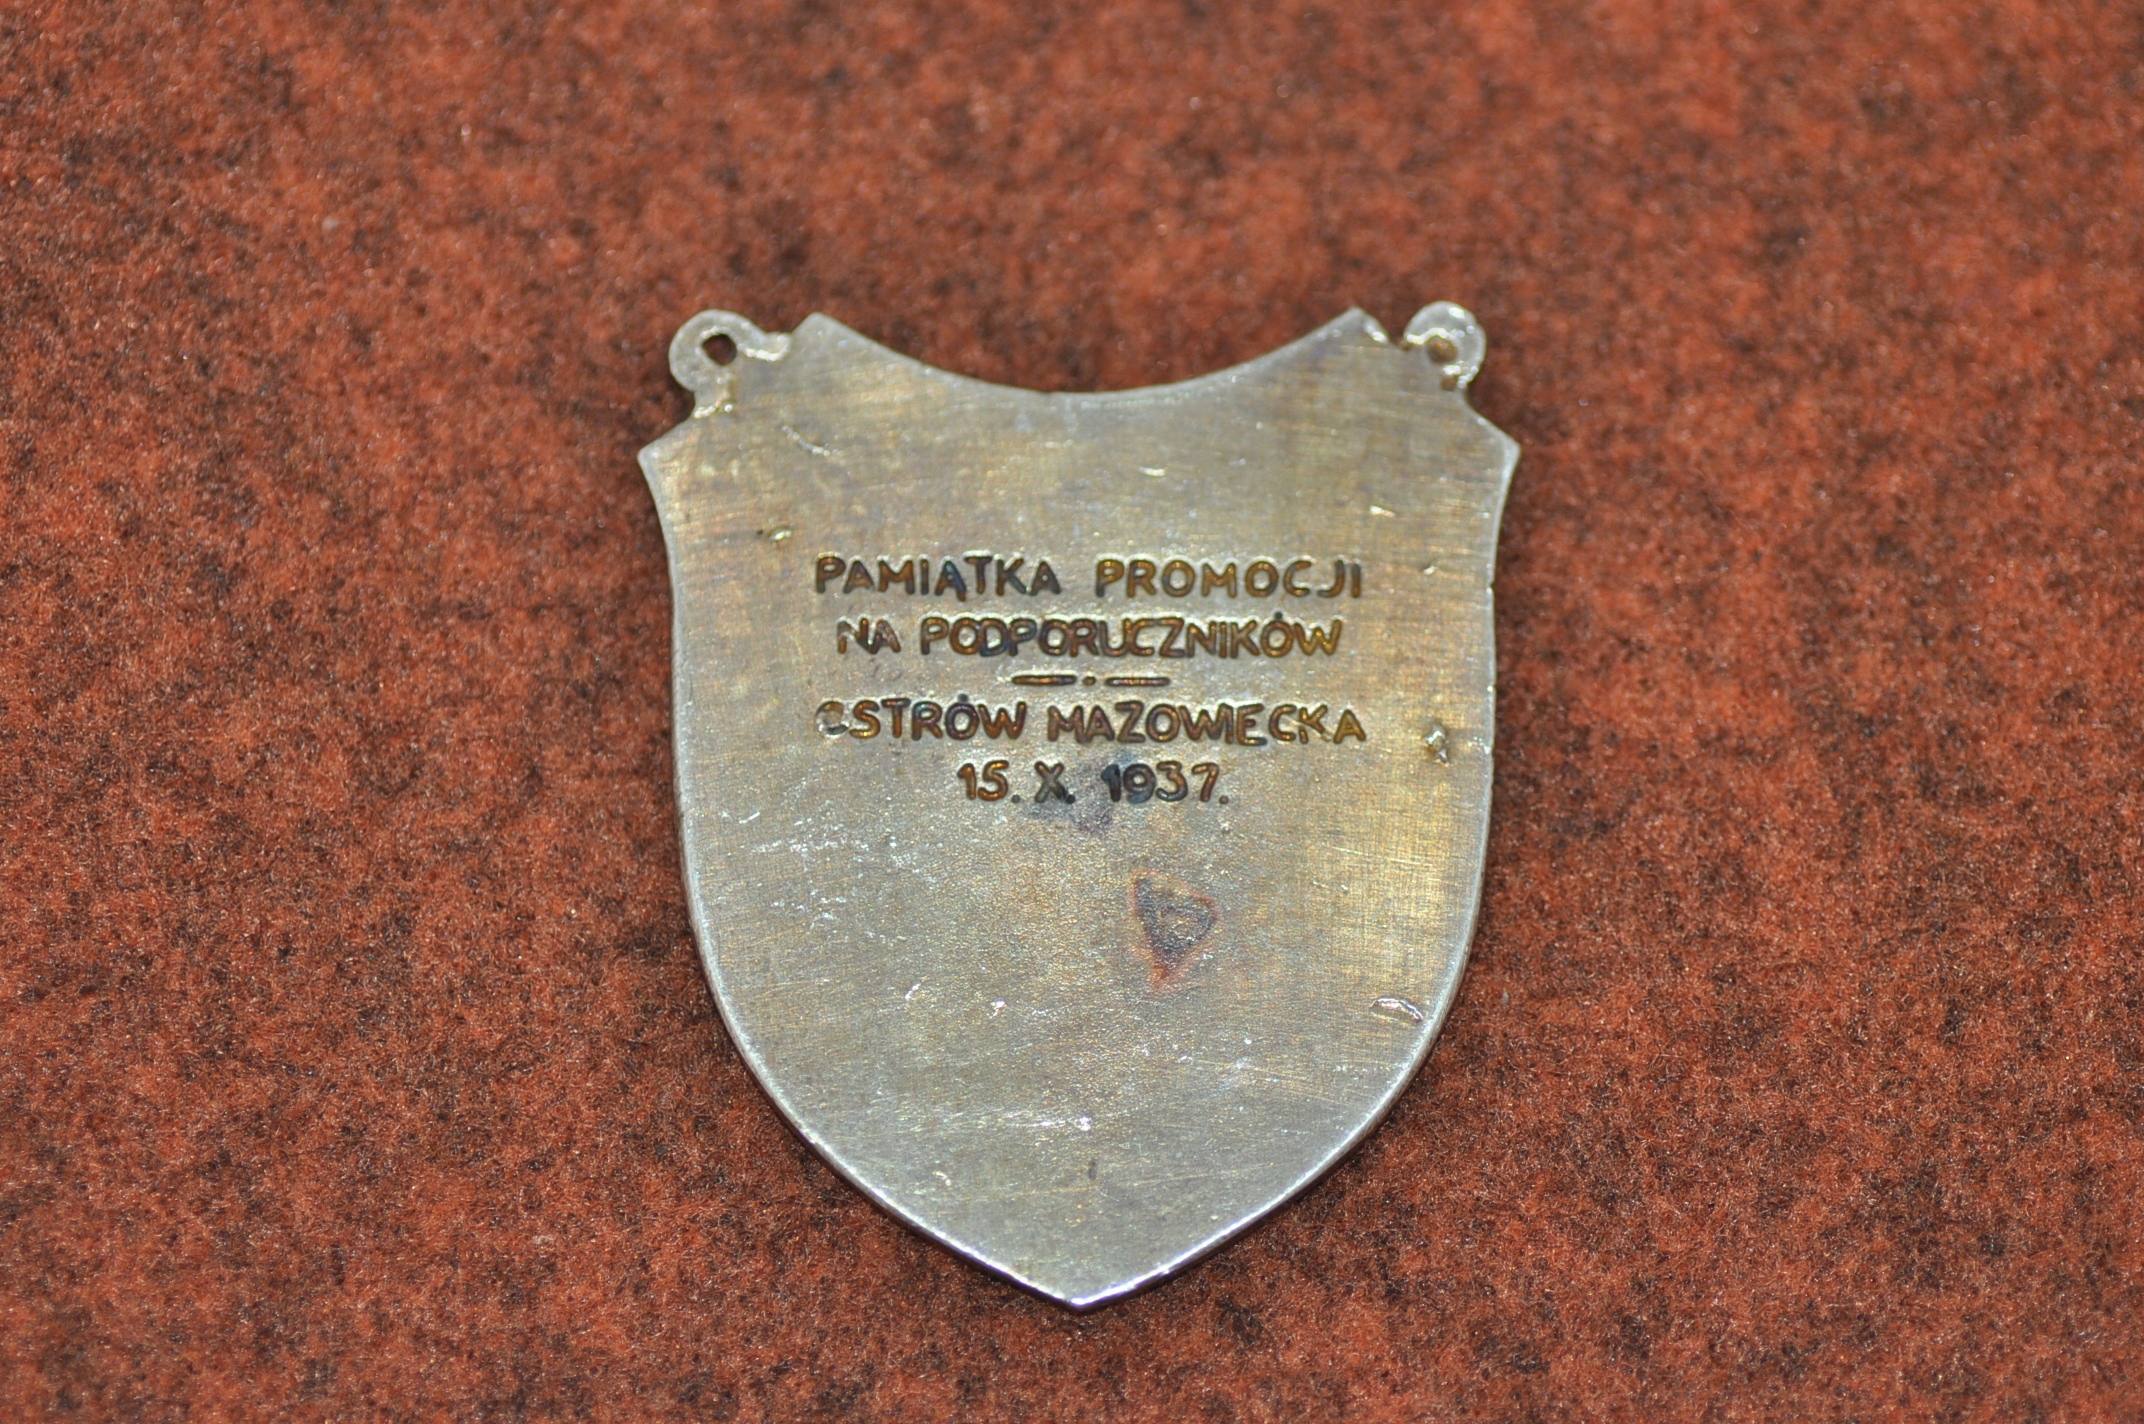 PAMIĄTKA PROMOCJI
NA PODPORUCZNIKÓW
OSTRÓW MAZOWIECKA
15. X. 1937.